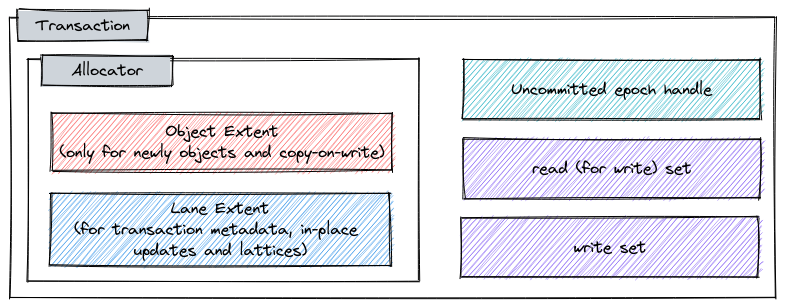 Transaction
Allocator
Object Extent
(only for newly objects and copy-on-write)
Lane Extent
(for transaction metadata, in-place
updates and lattices)
Uncommitted epoch handle
read (for write) set
write set